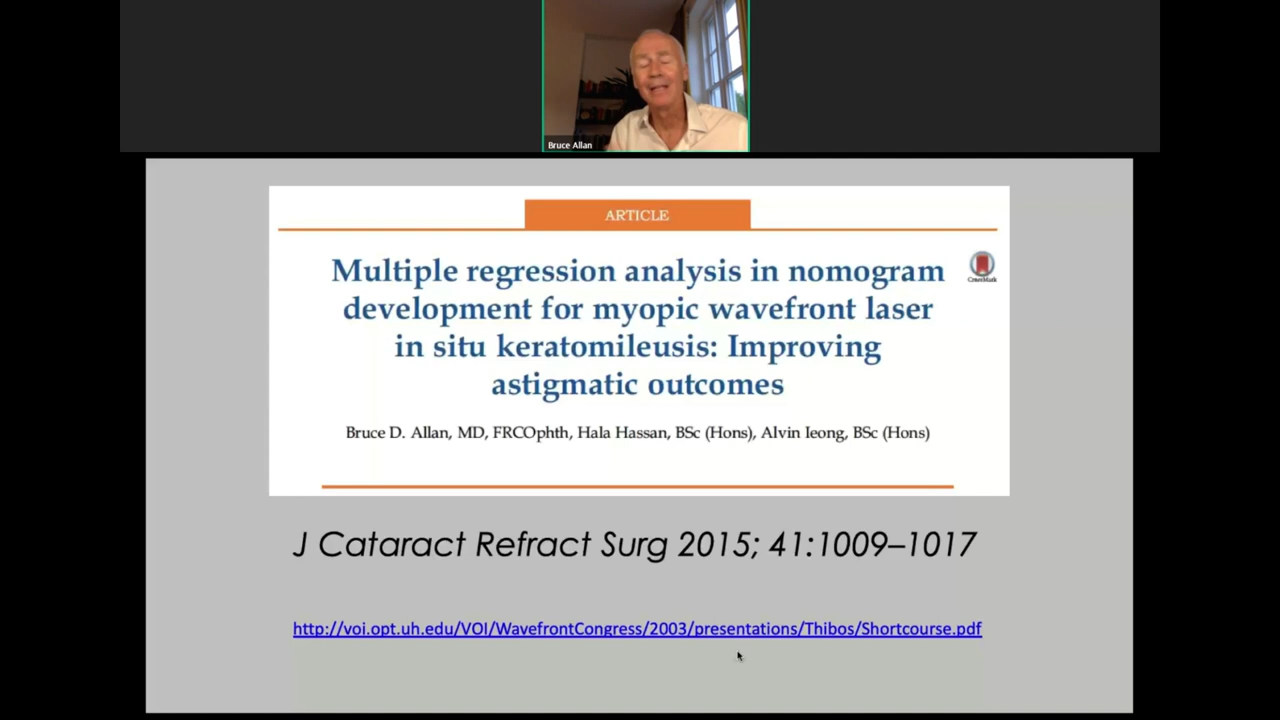 Bruce Allan
ARTICLE
Multiple regression analysis in nomogram
development for myopic wavefront laser
in situ keratomileusis: Improving
astigmatic outcomes
CrossMark
Bruce D. Allan, MD, FRCOphth, Hala Hassan, BSc (Hons), Alvin Ieong, BSc (Hons)
J Cataract Refract Surg 2015; 41:1009–1017
http://voi.opt.uh.edu/VOI/WavefrontCongress/2003/presentations/Thibos/Shortcourse.pdf